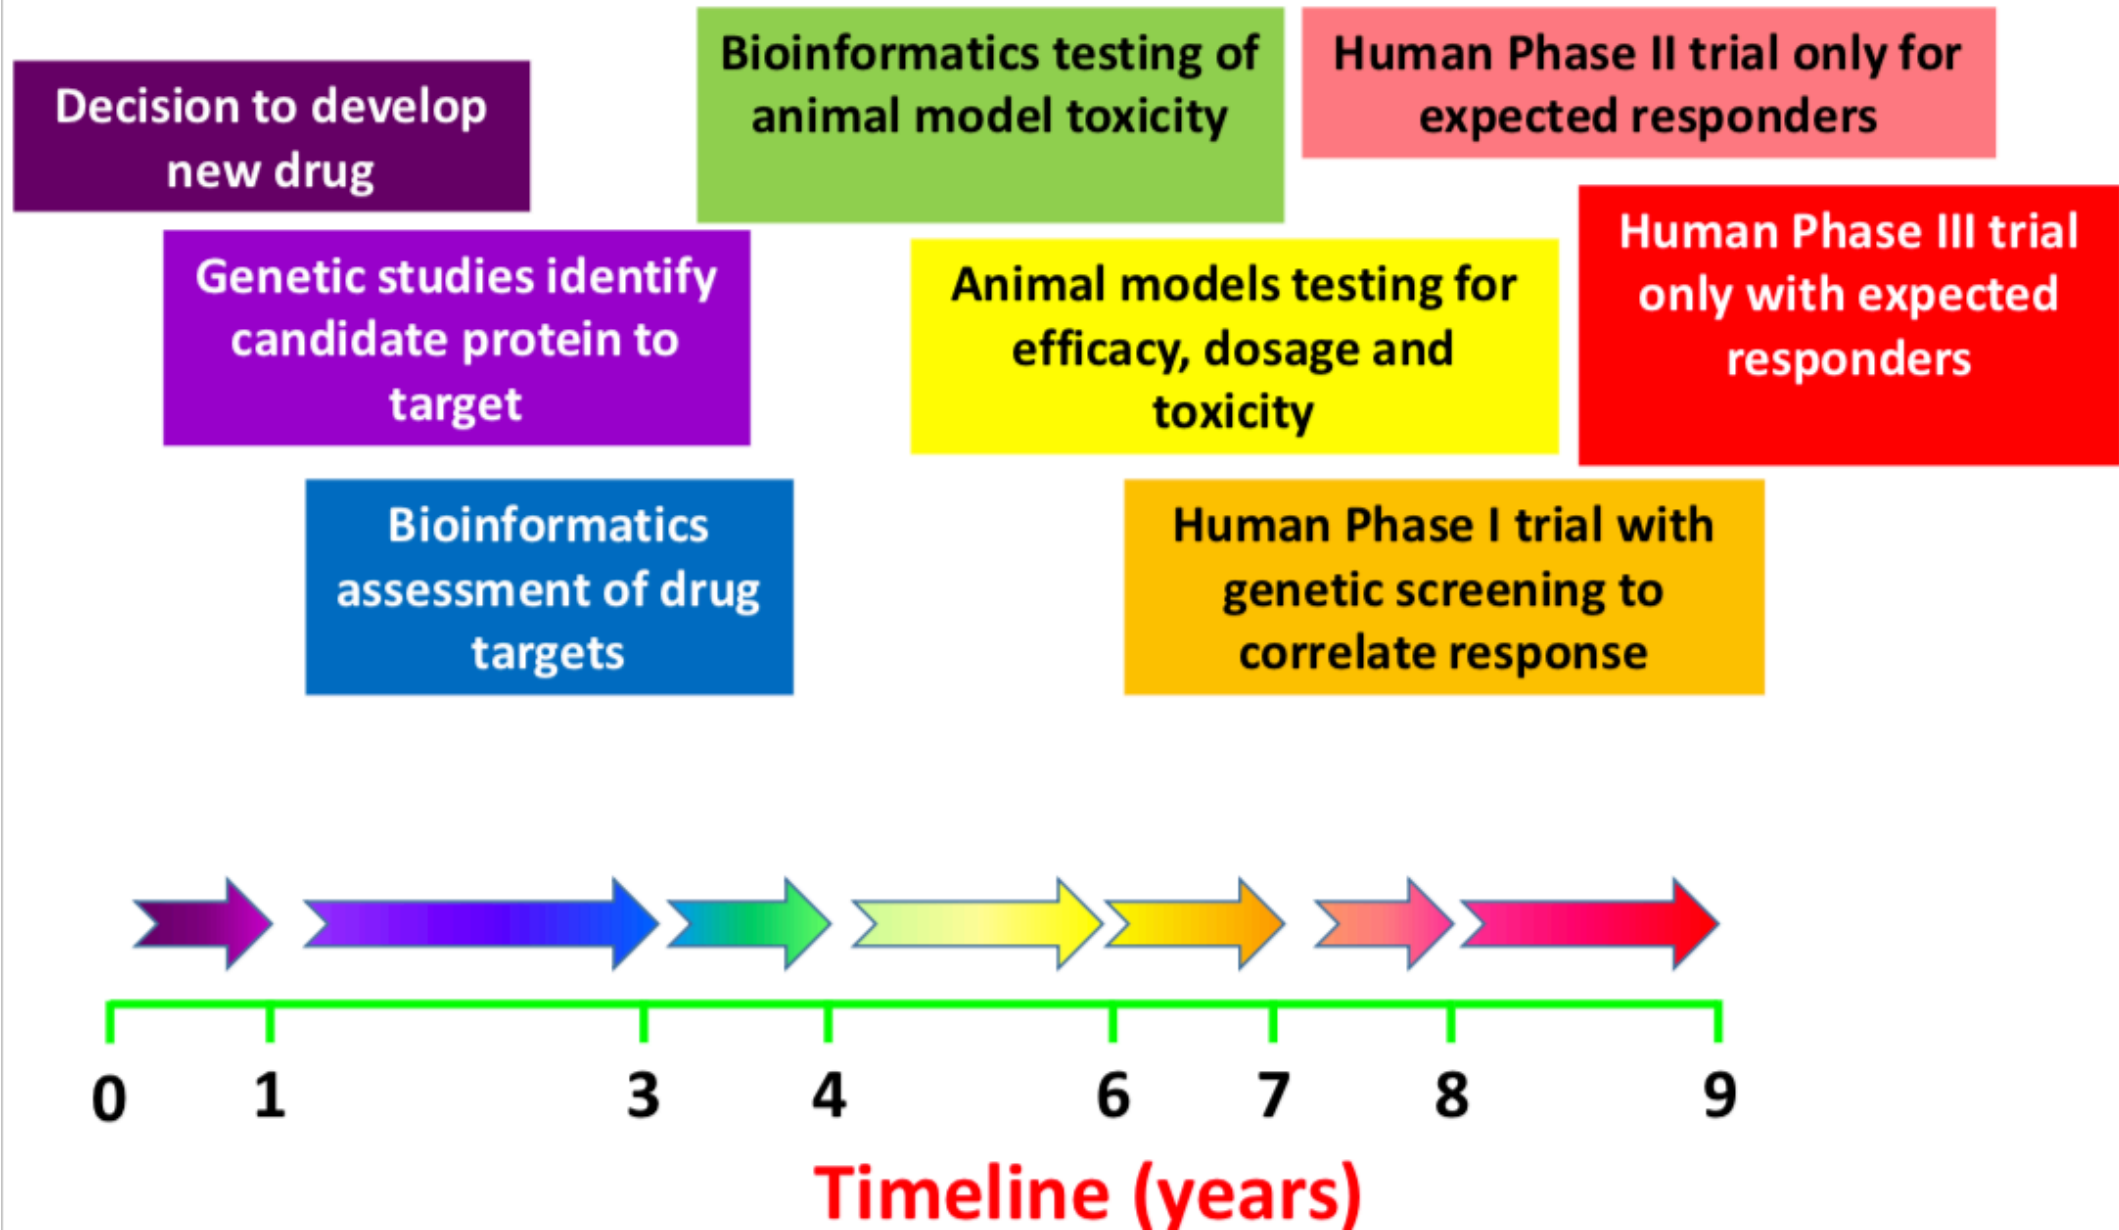 Decision to develop
new drug
Genetic studies identify
candidate protein to
target
Bioinformatics
assessment of drug
targets
Bioinformatics testing of
animal model toxicity
Animal models testing for
efficacy, dosage and
toxicity
Human Phase I trial with
genetic screening to
correlate response
Human Phase II trial only for
expected responders
Human Phase III trial
only with expected
responders
0 1 3 4 6 7 8 9
Timeline (years)